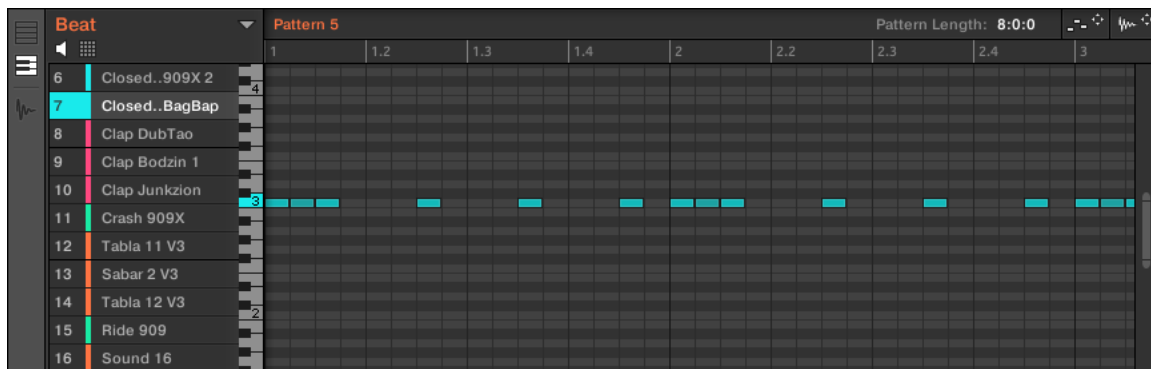 Beat
Pattern 5
Pattern Length: 8:0:0
1 1.2 1.3 1.4 2 2.2 2.3 2.4 3
6 Closed..909X 2
4
7 Closed..BagBap
8 Clap DubTao
9 Clap Bodzin 1
10 Clap Junkzion
3
11 Crash 909X
12 Tabla 11 V3
13 Sabar 2 V3
14 Tabla 12 V3
2
15 Ride 909
16 Sound 16